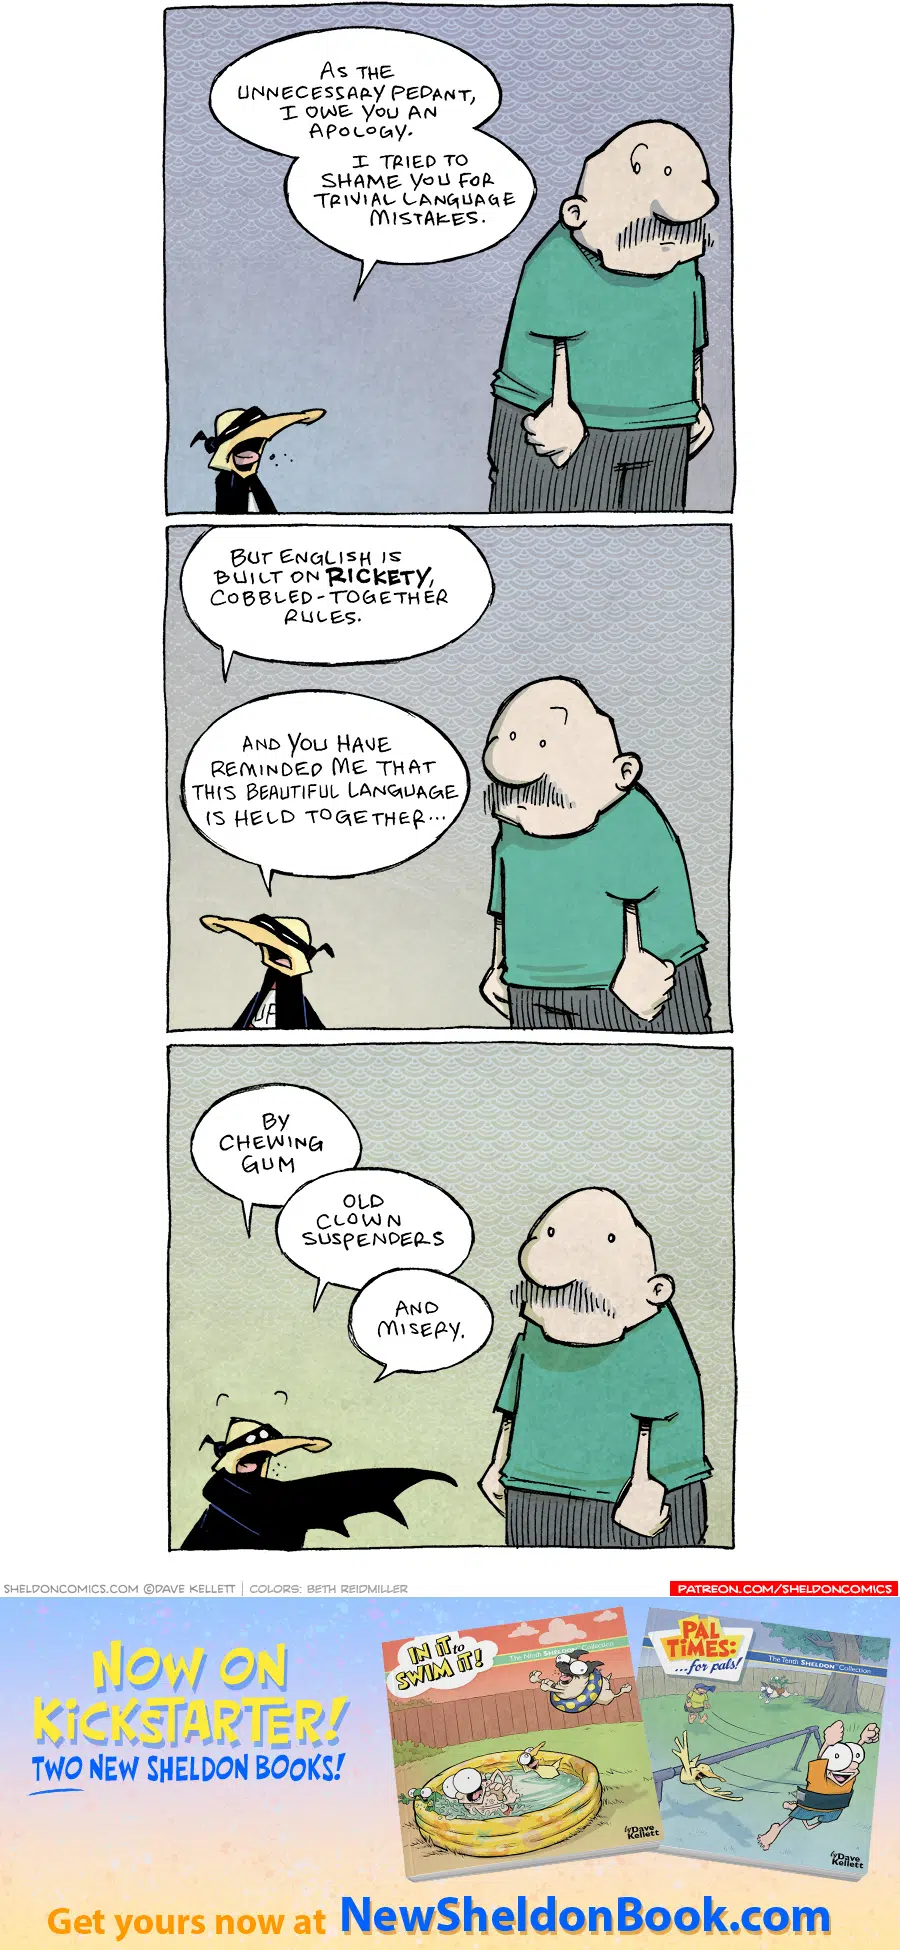 AS THE
UNNECESSARY PEDANT,
I OWE YOU AN
APOLOGY.
I TRIED TO
SHAME YOU FOR
TRIVIAL LANGUAGE
MISTAKES.
BUT ENGLISH IS
BUILT ON RICKETY,
COBBLED-TOGETHER
RULES.
AND YOU HAVE
REMINDED ME THAT
THIS BEAUTIFUL LANGUAGE
IS HELD TOGETHER...
UP
BY
CHEWING
GUM
OLD
CLOWN
SUSPENDERS
AND
MISERY.
SHELDONCOMICS.COM ©DAVE KELLETT | COLORS: BETH REIDMILLER
PATREON.COM/SHELDONCOMICS
NOW ON
KICKSTARTER!
TWO NEW SHELDON BOOKS!
IN IT to
SWIM IT!
The Ninth SHELDON™ Collection
by Dave
Kellett
PAL
TIMES:
...for pals!
The Tenth SHELDON™ Collection
by Dave
Kellett
Get yours now at NewSheldonBook.com